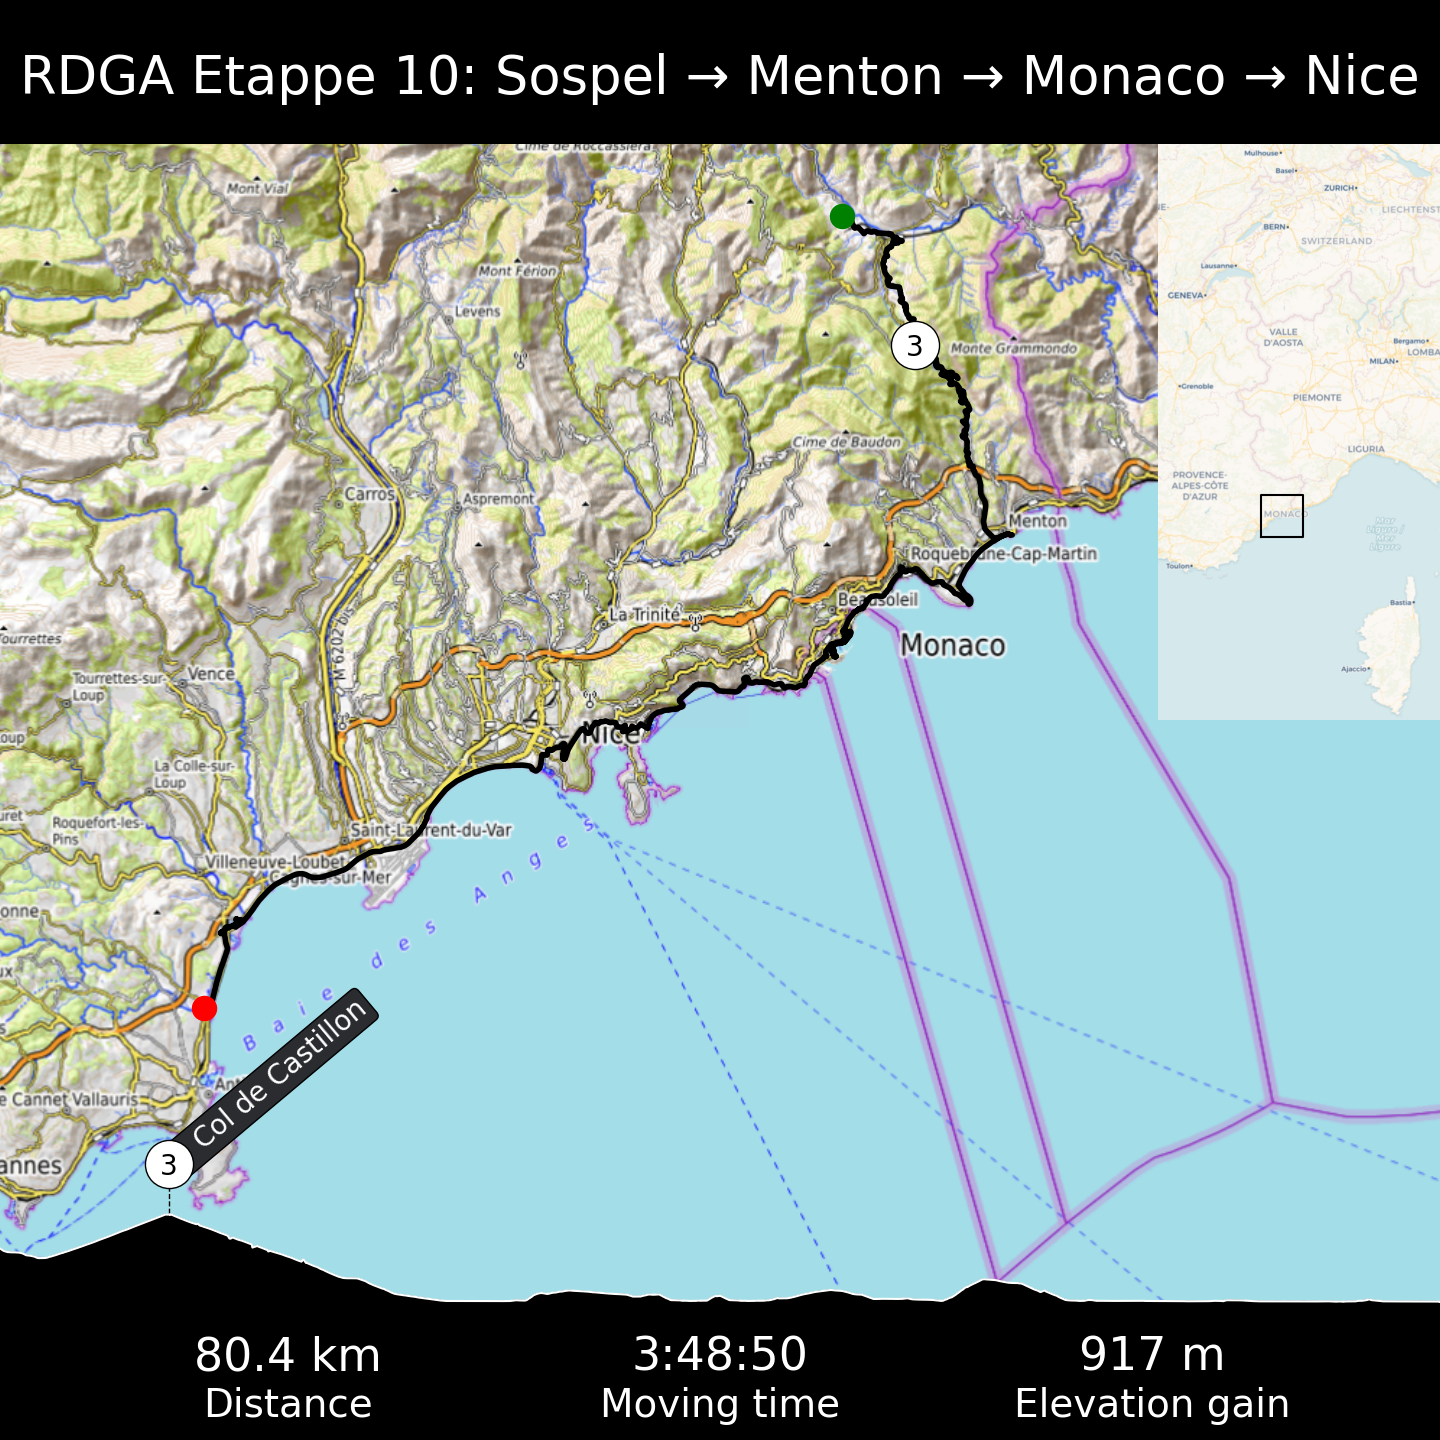 RDGA Etappe 10: Sospel → Menton → Monaco → Nice
Cime de Roccassiera
Mont Vial
Mont Férion
Levens
3
Monte Grammondo
Cime de Baudon
Carros
Aspremont
Menton
Roquebrune-Cap-Martin
Beausoleil
La Trinité
Monaco
M 6202 bis
Tourrettes
Tourrettes-sur-
Loup
Vence
Nice
La Colle-sur-
Loup
Roquefort-les-
Pins
Saint-Laurent-du-Var
Villeneuve-Loubet
Cagnes-sur-Mer
Baie des Anges
Cannet Vallauris
Mulhouse
Basel
ZURICH
LIECHTENST
BERN
SWITZERLAND
Lausanne
GENEVA
VALLE
D'AOSTA
Bergamo
MILAN
LOMBA
Grenoble
PIEMONTE
LIGURIA
PROVENCE-
ALPES-CÔTE
D'AZUR
MONACO
Mar
Ligure /
Mer
Ligure
Toulon
Bastia
Ajaccio
Col de Castillon
3
80.4 km
Distance
3:48:50
Moving time
917 m
Elevation gain